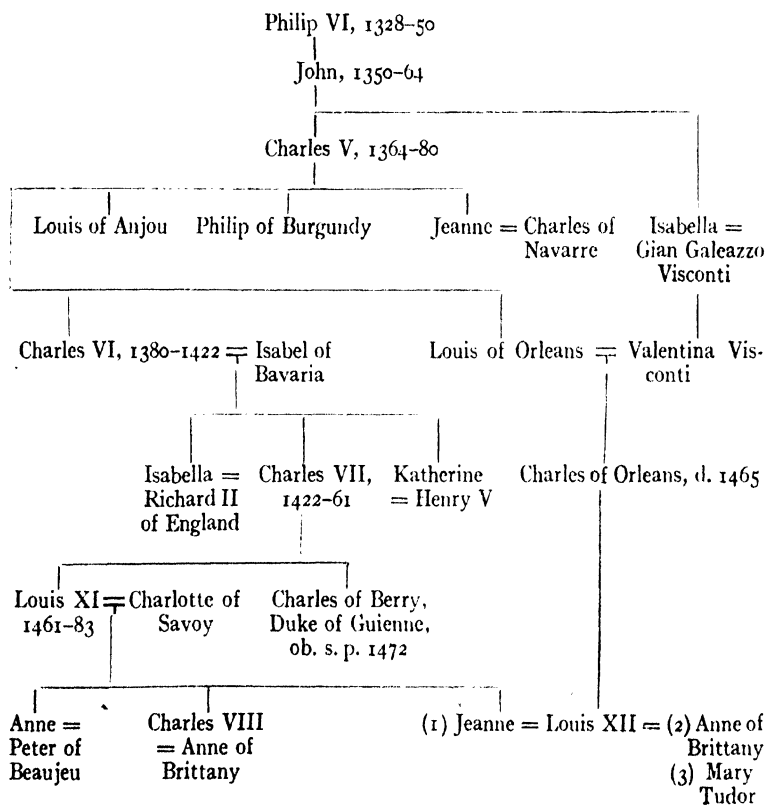 Philip VI, 1328-50
John, 1350-64
Charles V, 1364-80
Louis of Anjou
Philip of Burgundy
Jeanne = Charles of
Navarre
Isabella =
Gian Galeazzo
Visconti
Charles VI, 1380-1422 = Isabel of
Bavaria
Louis of Orleans = Valentina Vis-
conti
Isabella =
Richard II
of England
Charles VII,
1422-61
Katherine
= Henry V
Charles of Orleans, d. 1465
Louis XI = Charlotte of
1461-83 Savoy
Charles of Berry,
Duke of Guienne,
ob. s. p. 1472
Anne =
Peter of
Beaujeu
Charles VIII
= Anne of
Brittany
(1) Jeanne = Louis XII = (2) Anne of
Brittany
(3) Mary
Tudor